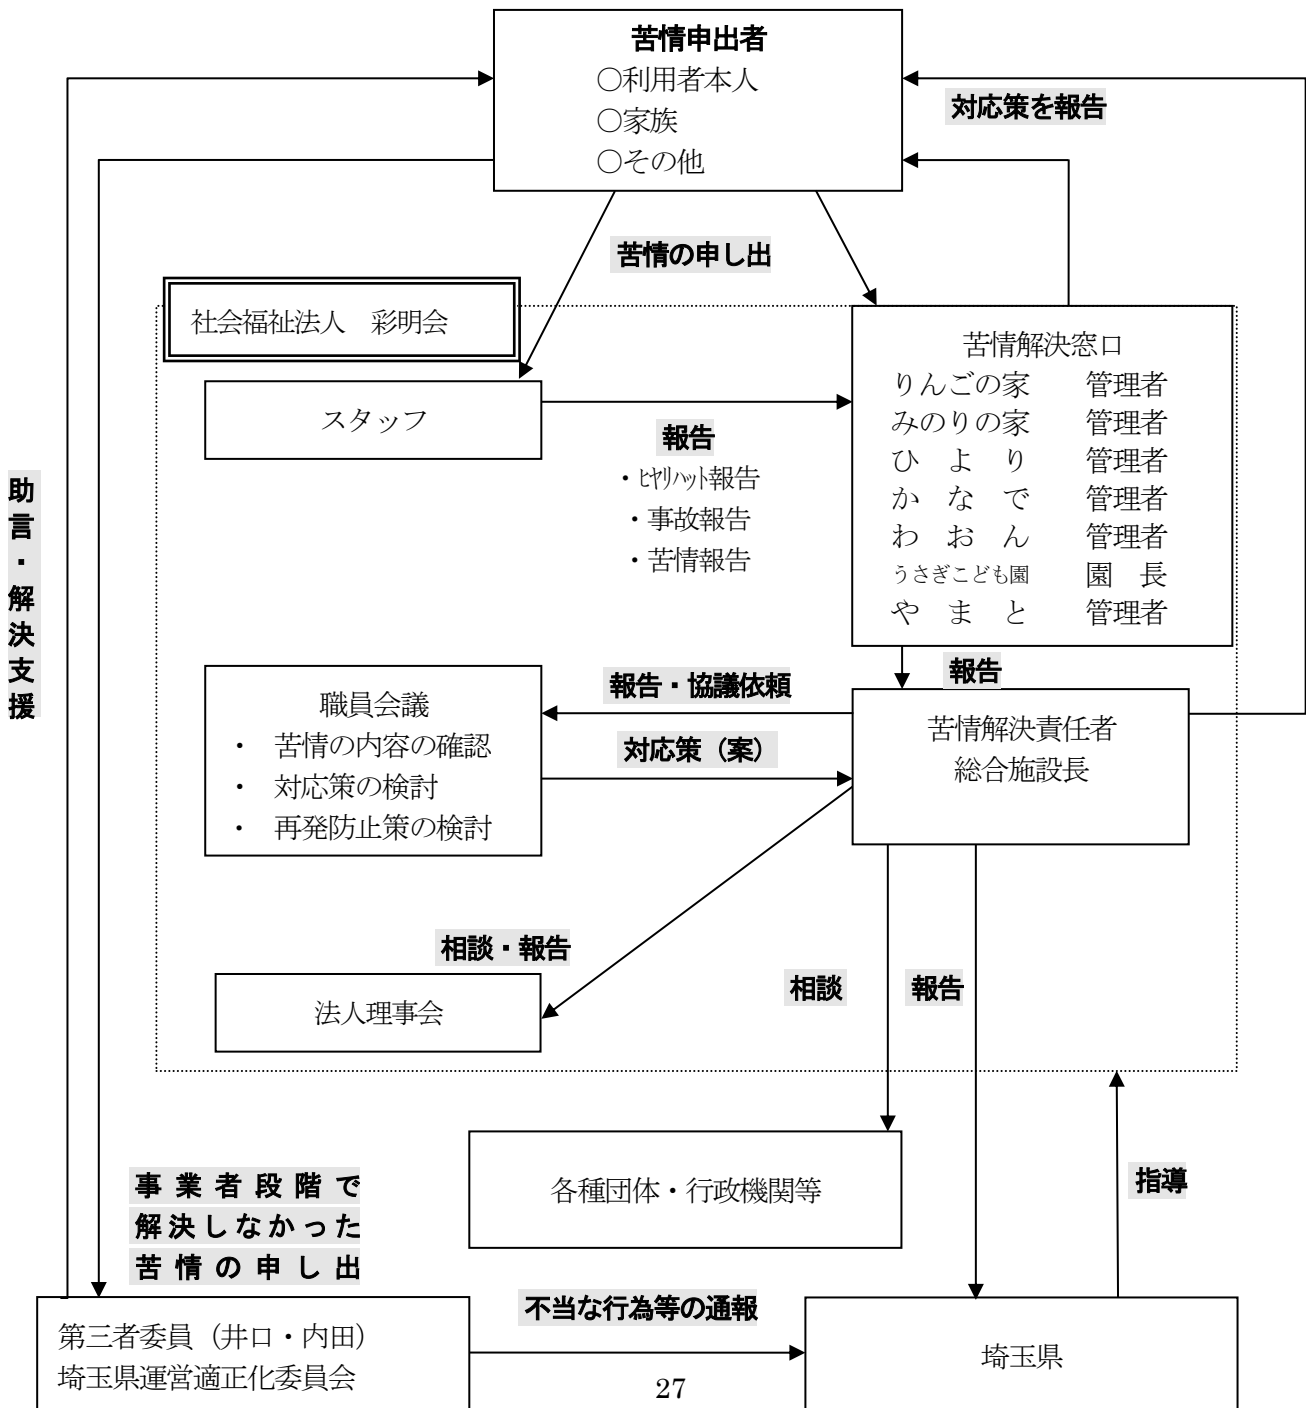 苦情申出者
○利用者本人
○家族
○その他
対応策を報告
苦情の申し出
社会福祉法人　彩明会
苦情解決窓口
りんごの家　　管理者
みのりの家　　管理者
ひ　よ　り　　管理者
か　な　で　　管理者
わ　お　ん　　管理者
うさぎこども園　　園　長
や　ま　と　　管理者
スタッフ
報告
・ﾋﾔﾘﾊｯﾄ報告
・事故報告
・苦情報告
助言・解決支援
報告
職員会議
・　苦情の内容の確認
・　対応策の検討
・　再発防止策の検討
報告・協議依頼
対応策（案）
苦情解決責任者
総合施設長
相談・報告
法人理事会
相談
報告
各種団体・行政機関等
指導
事業者段階で
解決しなかった
苦情の申し出
不当な行為等の通報
第三者委員（井口・内田）
埼玉県運営適正化委員会
埼玉県
27